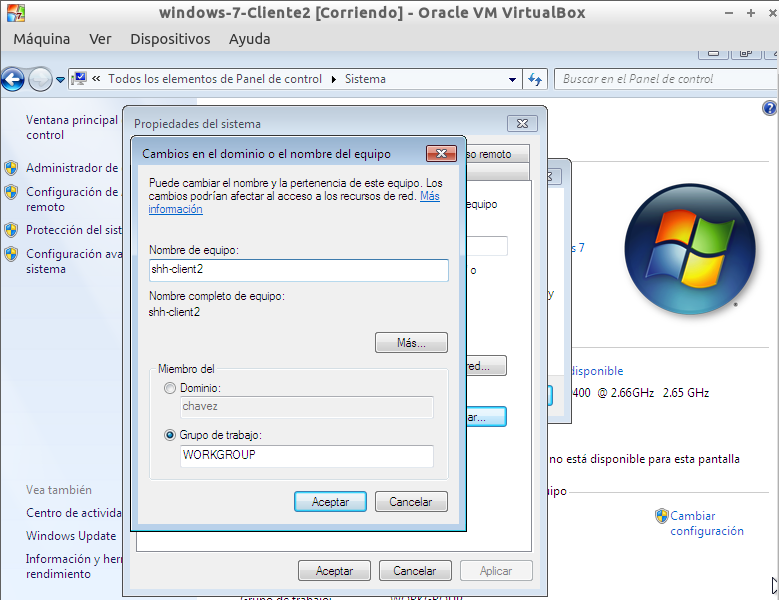 windows-7-Cliente2 [Corriendo] - Oracle VM VirtualBox
Máquina Ver Dispositivos Ayuda
« Todos los elementos de Panel de control Sistema
Buscar en el Panel de control
Ventana principal
control
Administrador de
Configuración de
remoto
Protección del sist
Configuración ava
sistema
Vea también
Centro de activida
Windows Update
Información y her
rendimiento
Propiedades del sistema
so remoto
equipo
o
red...
ar...
Cambios en el dominio o el nombre del equipo
Puede cambiar el nombre y la pertenencia de este equipo. Los
cambios podrían afectar al acceso a los recursos de red. Más
información
Nombre de equipo:
shh-client2
Nombre completo de equipo:
shh-client2
Más...
Miembro del
Dominio:
chavez
Grupo de trabajo:
WORKGROUP
Aceptar Cancelar
Aceptar Cancelar Aplicar
s 7
y
disponible
400 @ 2.66GHz 2.65 GHz
no está disponible para esta pantalla
uipo
Cambiar
configuración
Grupo de trabajo: WORKGROUP